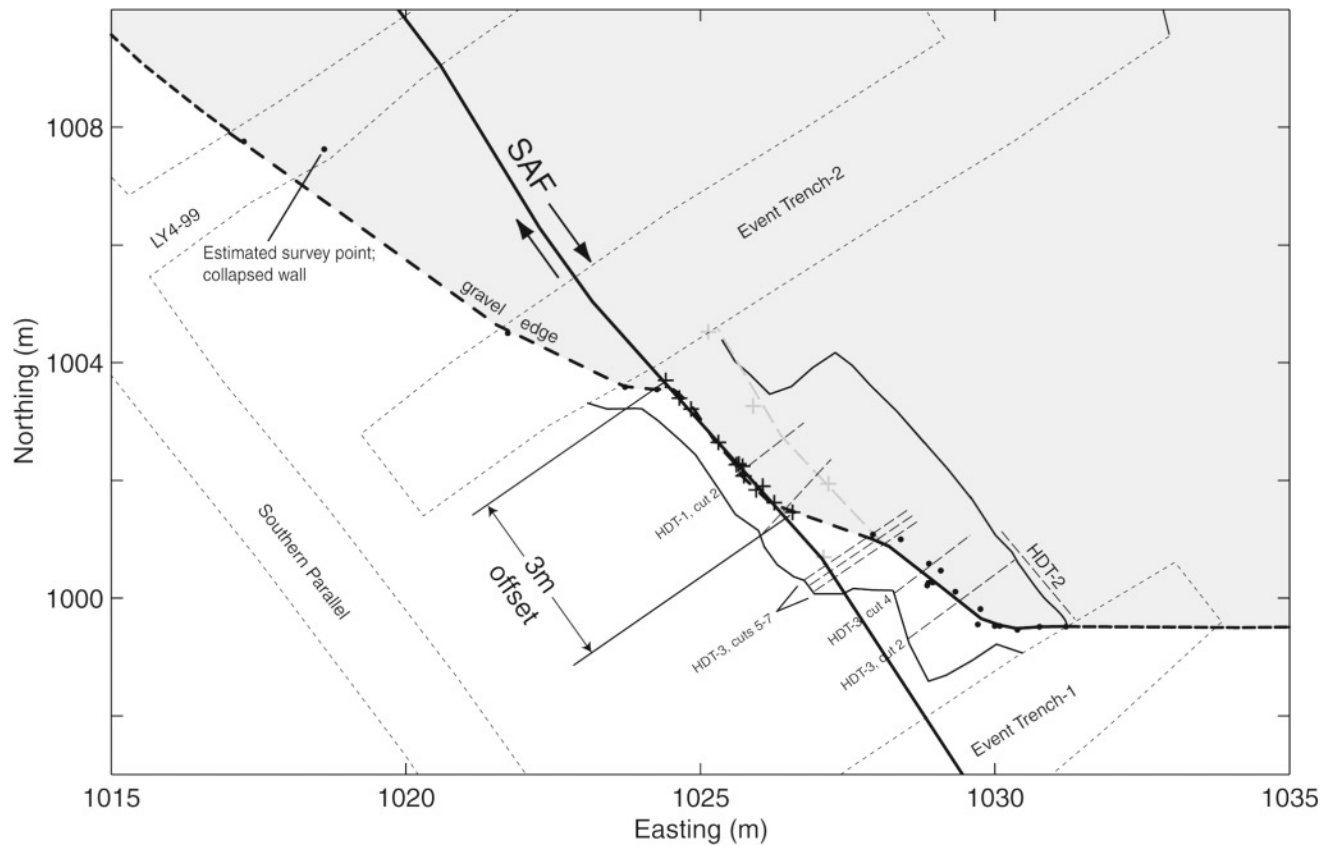 1008
1004
1000
Northing (m)
1015
1020
1025
1030
1035
Easting (m)
SAF
LY4-99
Estimated survey point;
collapsed wall
gravel
edge
Event Trench-2
Southern Parallel
3m
offset
HDT-1, cut 2
HDT-3, cuts 5-7
HDT-3, cut 4
HDT-3, cut 2
HDT-2
Event Trench-1